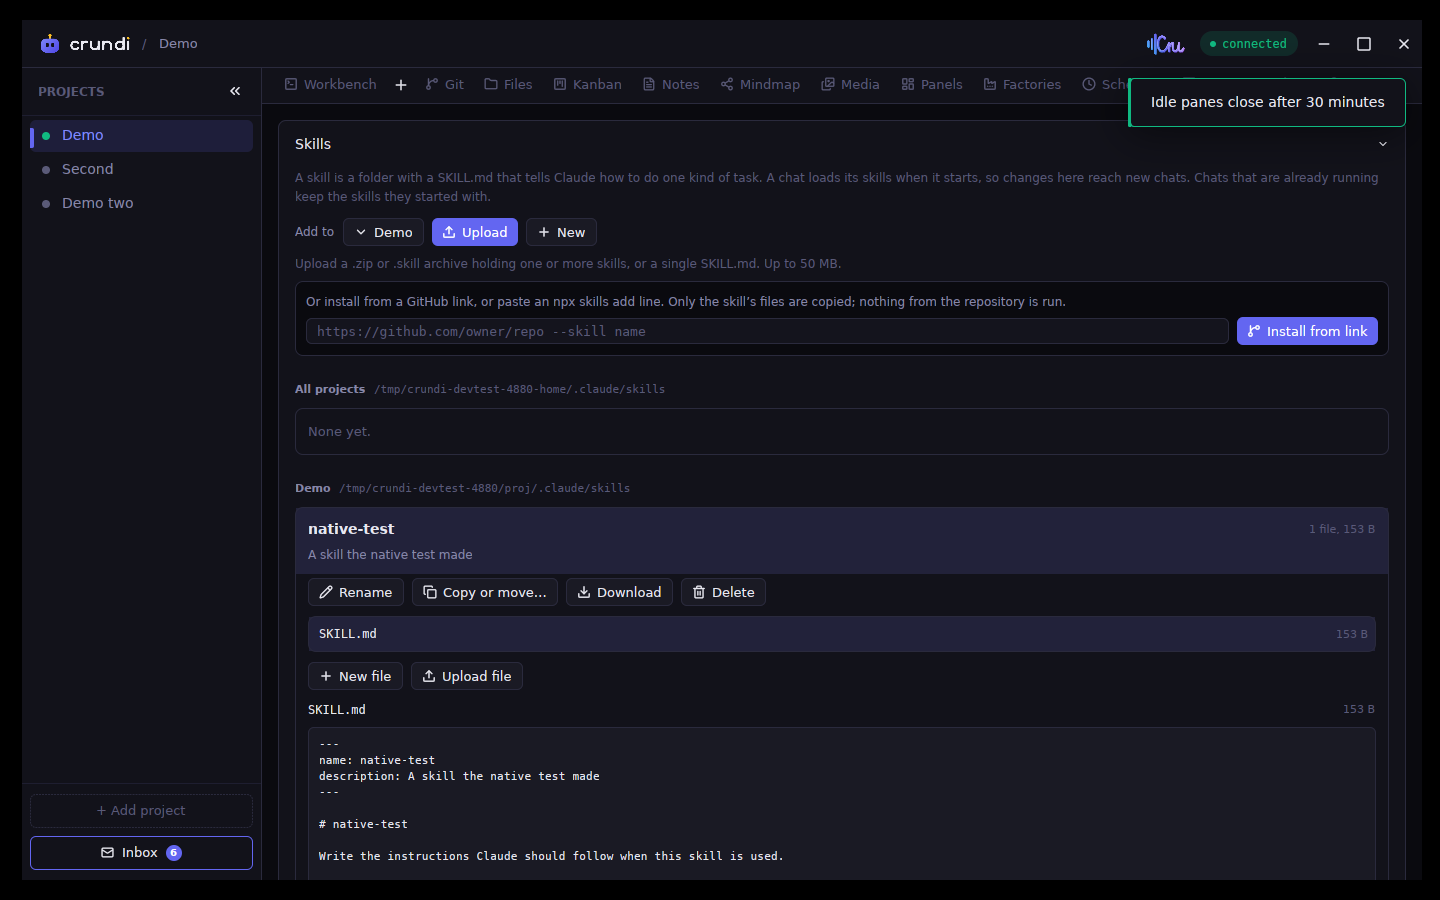 crundi / Demo
Cru
connected
PROJECTS
Demo
Second
Demo two
+ Add project
Inbox 6
Workbench
Git
Files
Kanban
Notes
Mindmap
Media
Panels
Factories
Idle panes close after 30 minutes
Skills
A skill is a folder with a SKILL.md that tells Claude how to do one kind of task. A chat loads its skills when it starts, so changes here reach new chats. Chats that are already running
keep the skills they started with.
Add to Demo Upload + New
Upload a .zip or .skill archive holding one or more skills, or a single SKILL.md. Up to 50 MB.
Or install from a GitHub link, or paste an npx skills add line. Only the skill’s files are copied; nothing from the repository is run.
https://github.com/owner/repo --skill name
Install from link
All projects /tmp/crundi-devtest-4880-home/.claude/skills
None yet.
Demo /tmp/crundi-devtest-4880/proj/.claude/skills
native-test 1 file, 153 B
A skill the native test made
Rename Copy or move... Download Delete
SKILL.md 153 B
+ New file Upload file
SKILL.md 153 B
---
name: native-test
description: A skill the native test made
---
# native-test
Write the instructions Claude should follow when this skill is used.